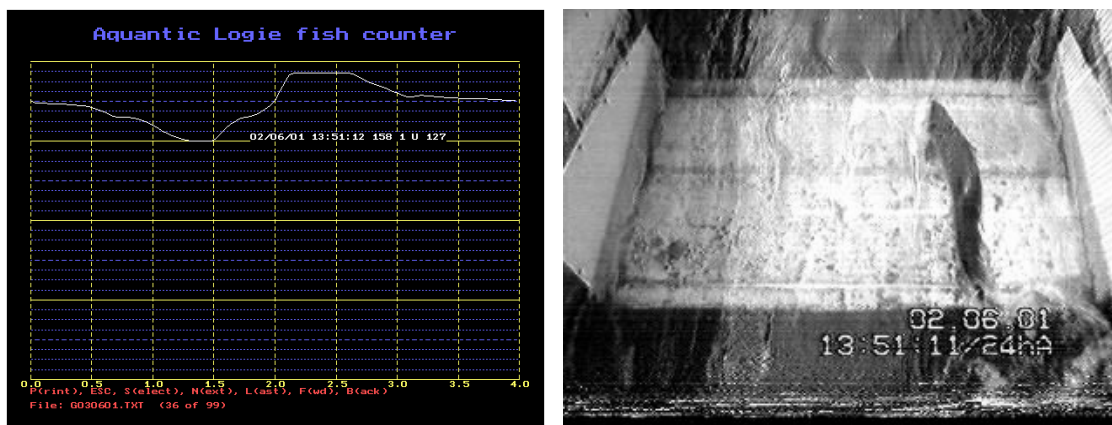 Aquantic Logie fish counter
02/06/01 13:51:12 158 1 U 127
0.0 0.5 1.0 1.5 2.0 2.5 3.0 3.5 4.0
P(rint), ESC, S(elect), N(ext), L(ast), F(wd), B(ack)
File: GO30601.TXT (36 of 99)
02.06.01
13:51:11/24hA